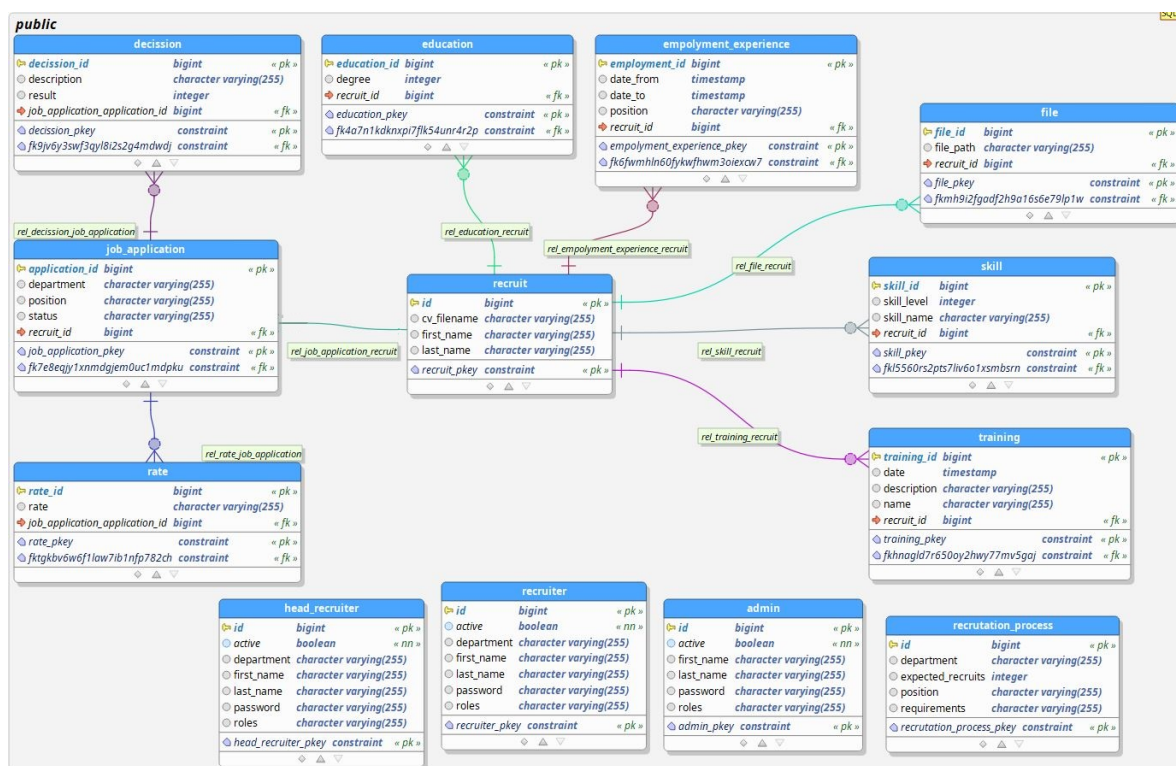 public
decission
decission_id bigint « pk »
description character varying(255)
result integer
job_application_application_id bigint « fk »
decission_pkey constraint « pk »
fk9jv6y3swf3qyl8i2s2g4mdwdj constraint « fk »
education
education_id bigint « pk »
degree integer
recruit_id bigint « fk »
education_pkey constraint « pk »
fk4a7n1kdknxpi7flk54unr4r2p constraint « fk »
empolyment_experience
employment_id bigint « pk »
date_from timestamp
date_to timestamp
position character varying(255)
recruit_id bigint « fk »
empolyment_experience_pkey constraint « pk »
fk6fwmhln60fykwfhwm3oiexcw7 constraint « fk »
file
file_id bigint « pk »
file_path character varying(255)
recruit_id bigint « fk »
file_pkey constraint « pk »
fkmh9i2fgadf2h9a16s6e79lp1w constraint « fk »
rel_decission_job_application
rel_education_recruit
rel_empolyment_experience_recruit
rel_file_recruit
job_application
application_id bigint « pk »
department character varying(255)
position character varying(255)
status character varying(255)
recruit_id bigint « fk »
job_application_pkey constraint « pk »
fk7e8eqjy1xnmdgjem0uc1mdpku constraint « fk »
rel_job_application_recruit
recruit
id bigint « pk »
cv_filename character varying(255)
first_name character varying(255)
last_name character varying(255)
recruit_pkey constraint « pk »
rel_skill_recruit
skill
skill_id bigint « pk »
skill_level integer
skill_name character varying(255)
recruit_id bigint « fk »
skill_pkey constraint « pk »
fkl5560rs2pts7liv6o1xsmbsrn constraint « fk »
rel_training_recruit
rel_rate_job_application
rate
rate_id bigint « pk »
rate character varying(255)
job_application_application_id bigint « fk »
rate_pkey constraint « pk »
fktgkbv6w6f1law7ib1nfp782ch constraint « fk »
training
training_id bigint « pk »
date timestamp
description character varying(255)
name character varying(255)
recruit_id bigint « fk »
training_pkey constraint « pk »
fkhnagld7r650oy2hwy77mv5gaj constraint « fk »
head_recruiter
id bigint « pk »
active boolean « nn »
department character varying(255)
first_name character varying(255)
last_name character varying(255)
password character varying(255)
roles character varying(255)
head_recruiter_pkey constraint « pk »
recruiter
id bigint « pk »
active boolean « nn »
department character varying(255)
first_name character varying(255)
last_name character varying(255)
password character varying(255)
roles character varying(255)
recruiter_pkey constraint « pk »
admin
id bigint « pk »
active boolean « nn »
first_name character varying(255)
last_name character varying(255)
password character varying(255)
roles character varying(255)
admin_pkey constraint « pk »
recrutation_process
id bigint « pk »
department character varying(255)
expected_recruits integer
position character varying(255)
requirements character varying(255)
recrutation_process_pkey constraint « pk »